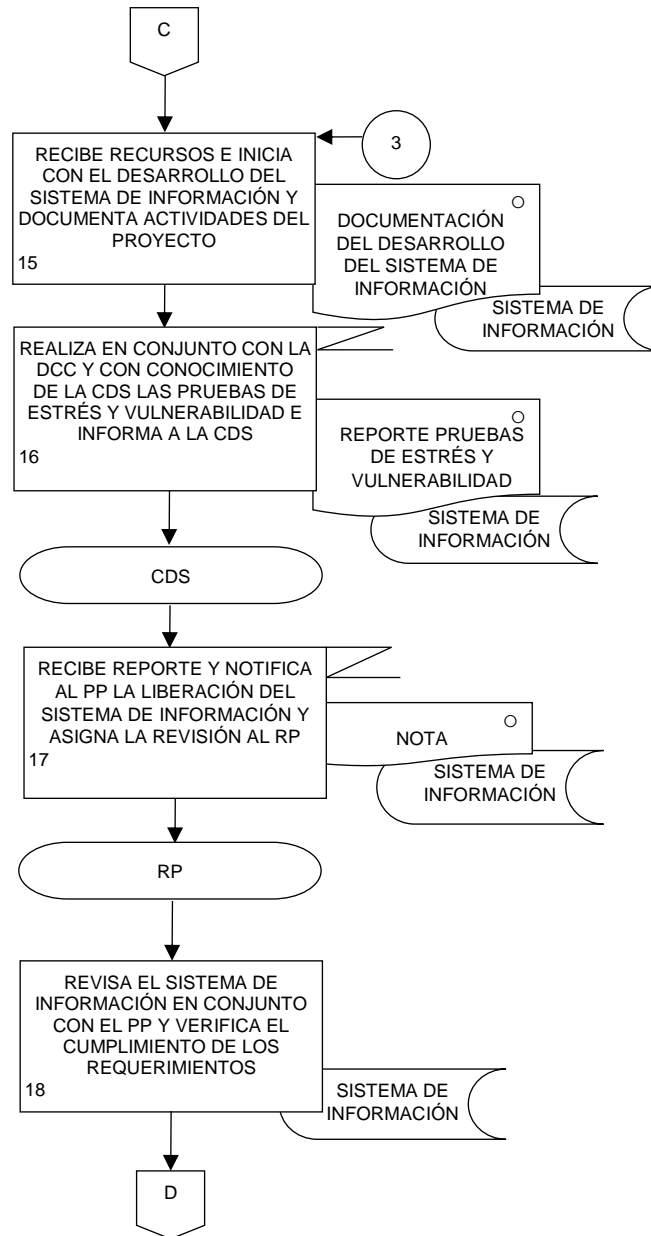 C
3
RECIBE RECURSOS E INICIA
CON EL DESARROLLO DEL
SISTEMA DE INFORMACIÓN Y
DOCUMENTA ACTIVIDADES DEL
PROYECTO
15
O
DOCUMENTACIÓN
DEL DESARROLLO
DEL SISTEMA DE
INFORMACIÓN
SISTEMA DE
INFORMACIÓN
REALIZA EN CONJUNTO CON LA
DCC Y CON CONOCIMIENTO
DE LA CDS LAS PRUEBAS DE
ESTRÉS Y VULNERABILIDAD E
INFORMA A LA CDS
16
O
REPORTE PRUEBAS
DE ESTRÉS Y
VULNERABILIDAD
SISTEMA DE
INFORMACIÓN
CDS
RECIBE REPORTE Y NOTIFICA
AL PP LA LIBERACIÓN DEL
SISTEMA DE INFORMACIÓN Y
ASIGNA LA REVISIÓN AL RP
17
O
NOTA
SISTEMA DE
INFORMACIÓN
RP
REVISA EL SISTEMA DE
INFORMACIÓN EN CONJUNTO
CON EL PP Y VERIFICA EL
CUMPLIMIENTO DE LOS
REQUERIMIENTOS
18
SISTEMA DE
INFORMACIÓN
D